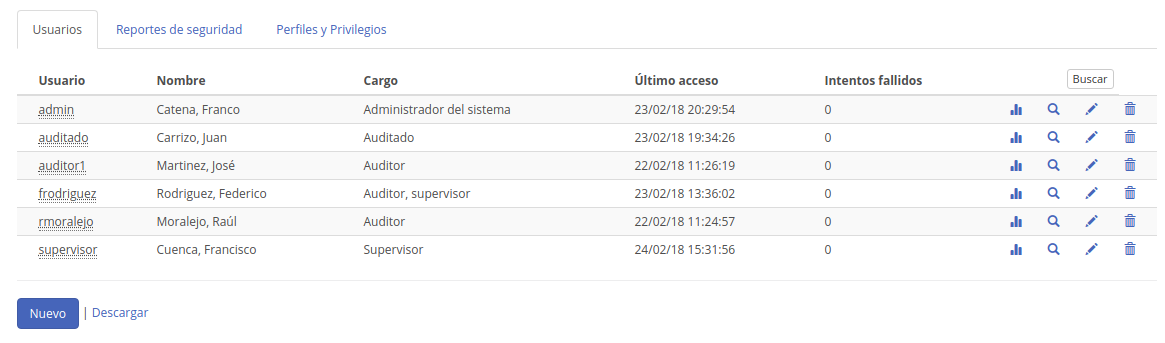 Usuarios Reportes de seguridad Perfiles y Privilegios
Usuario Nombre Cargo Último acceso Intentos fallidos Buscar
admin Catena, Franco Administrador del sistema 23/02/18 20:29:54 0
auditado Carrizo, Juan Auditado 23/02/18 19:34:26 0
auditor1 Martinez, José Auditor 22/02/18 11:26:19 0
frodriguez Rodriguez, Federico Auditor, supervisor 23/02/18 13:36:02 0
rmoralejo Moralejo, Raúl Auditor 22/02/18 11:24:57 0
supervisor Cuenca, Francisco Supervisor 24/02/18 15:31:56 0
Nuevo | Descargar